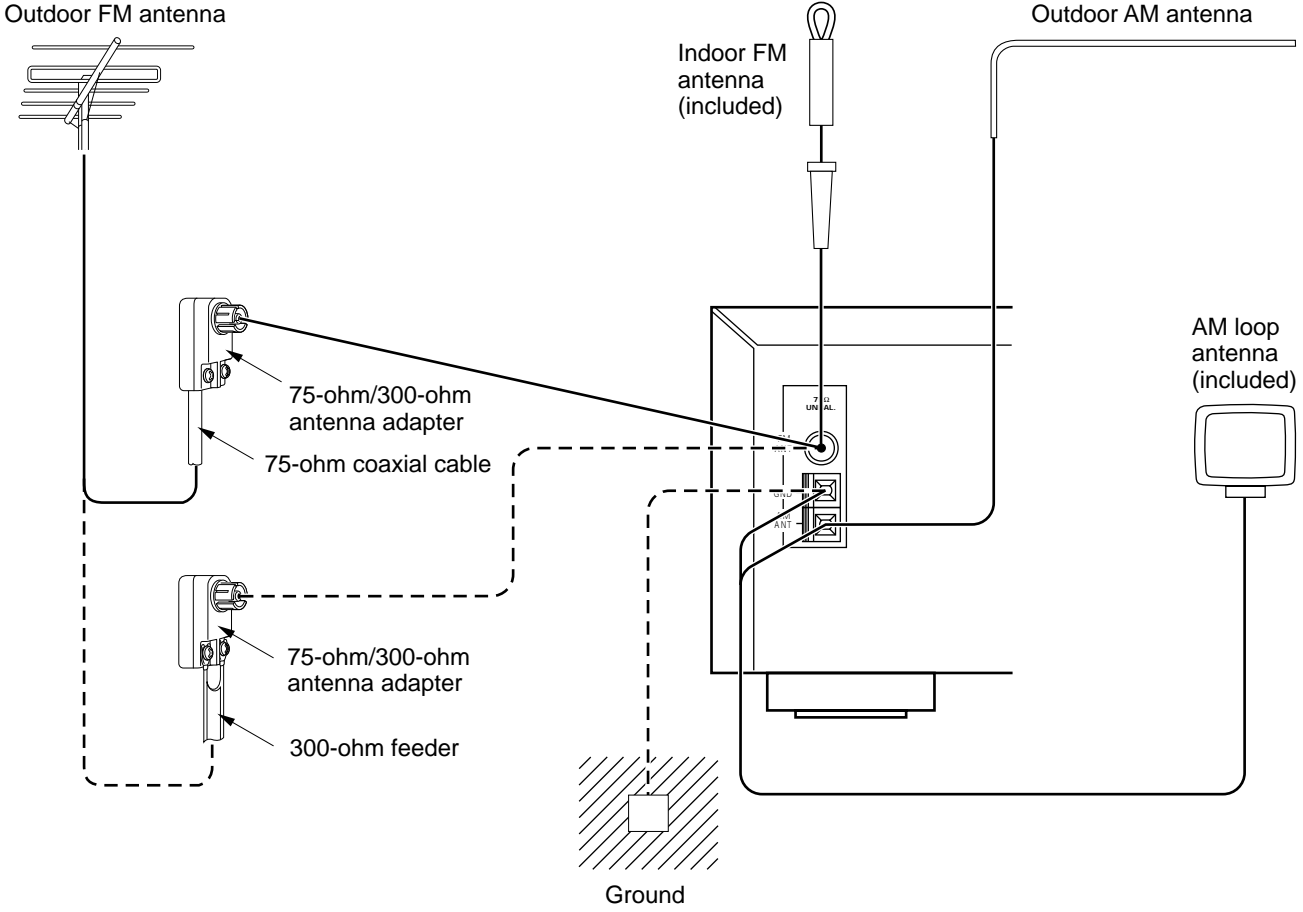 Outdoor FM antenna
Indoor FM
antenna
(included)
Outdoor AM antenna
AM loop
antenna
(included)
75-ohm/300-ohm
antenna adapter
75-ohm coaxial cable
GND
ANT
75-ohm/300-ohm
antenna adapter
300-ohm feeder
Ground